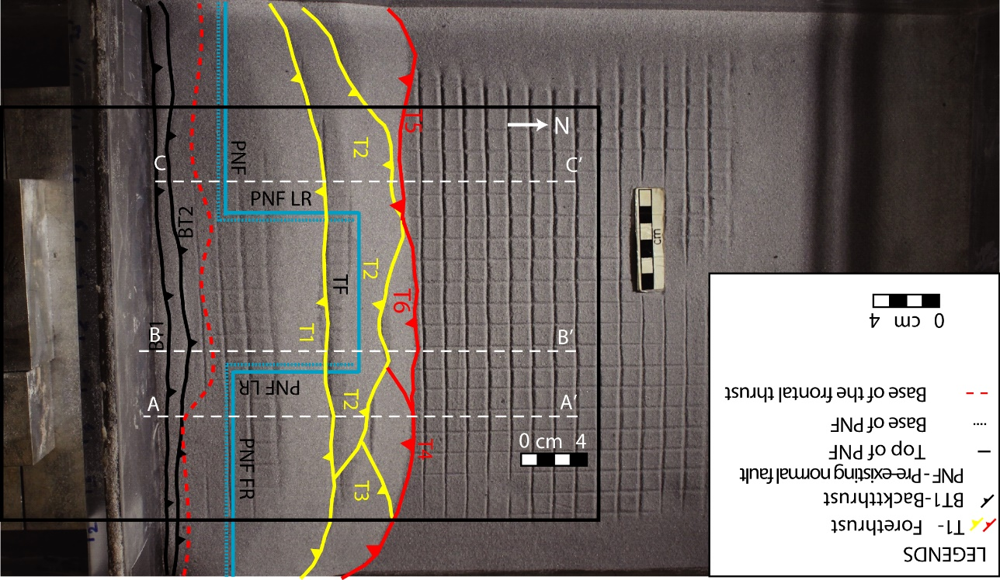 T5
N
T2
PNF
C
C'
PNF LR
BT2
cm
T2
TF
T6
T1
B
B'
BT1
PNF LR
T2
A
A'
0 cm 4
PNF FR
T4
T3
LEGENDS
T1- Forethrust
BT1-Backttrust
PNF-Pre-existing normal fault
Top of PNF
Base of PNF
Base of the frontal thrust
0 cm 4